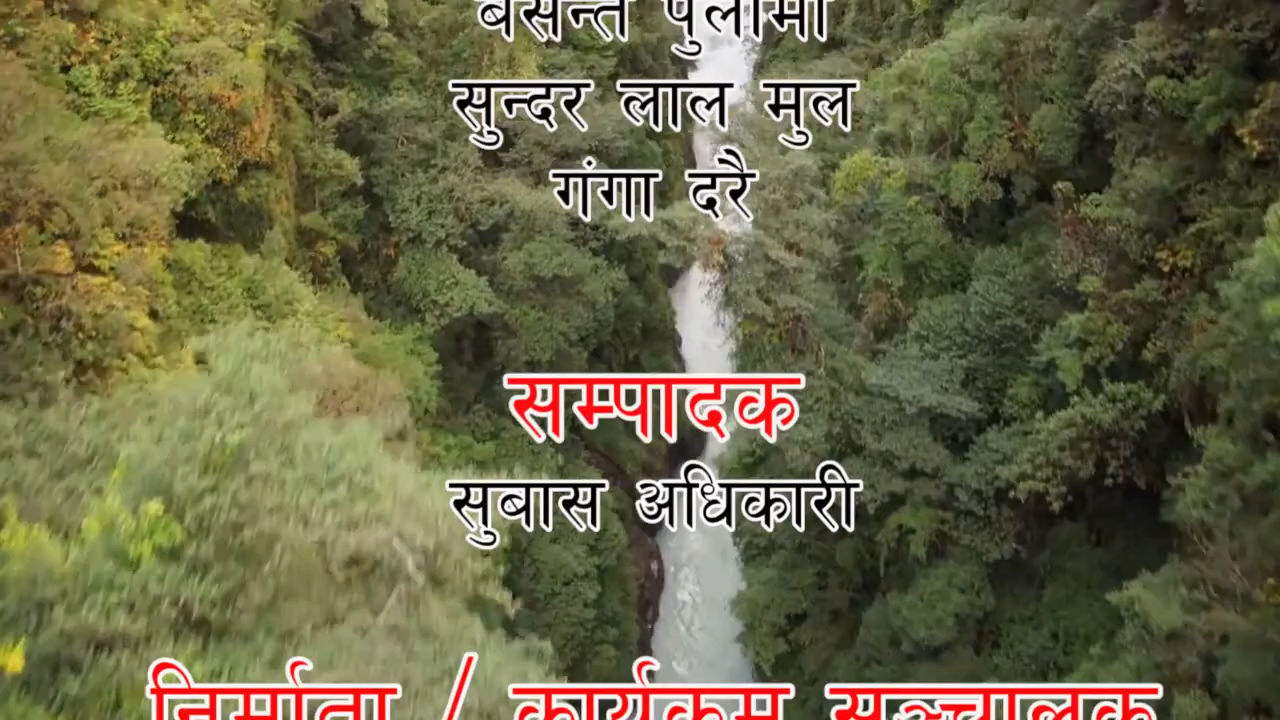 बसन्त पुलामी
सुन्दर लाल मुल
गंगा दरै
सम्पादक
सुबास अधिकारी
निर्माता / कार्यक्रम सञ्चालक